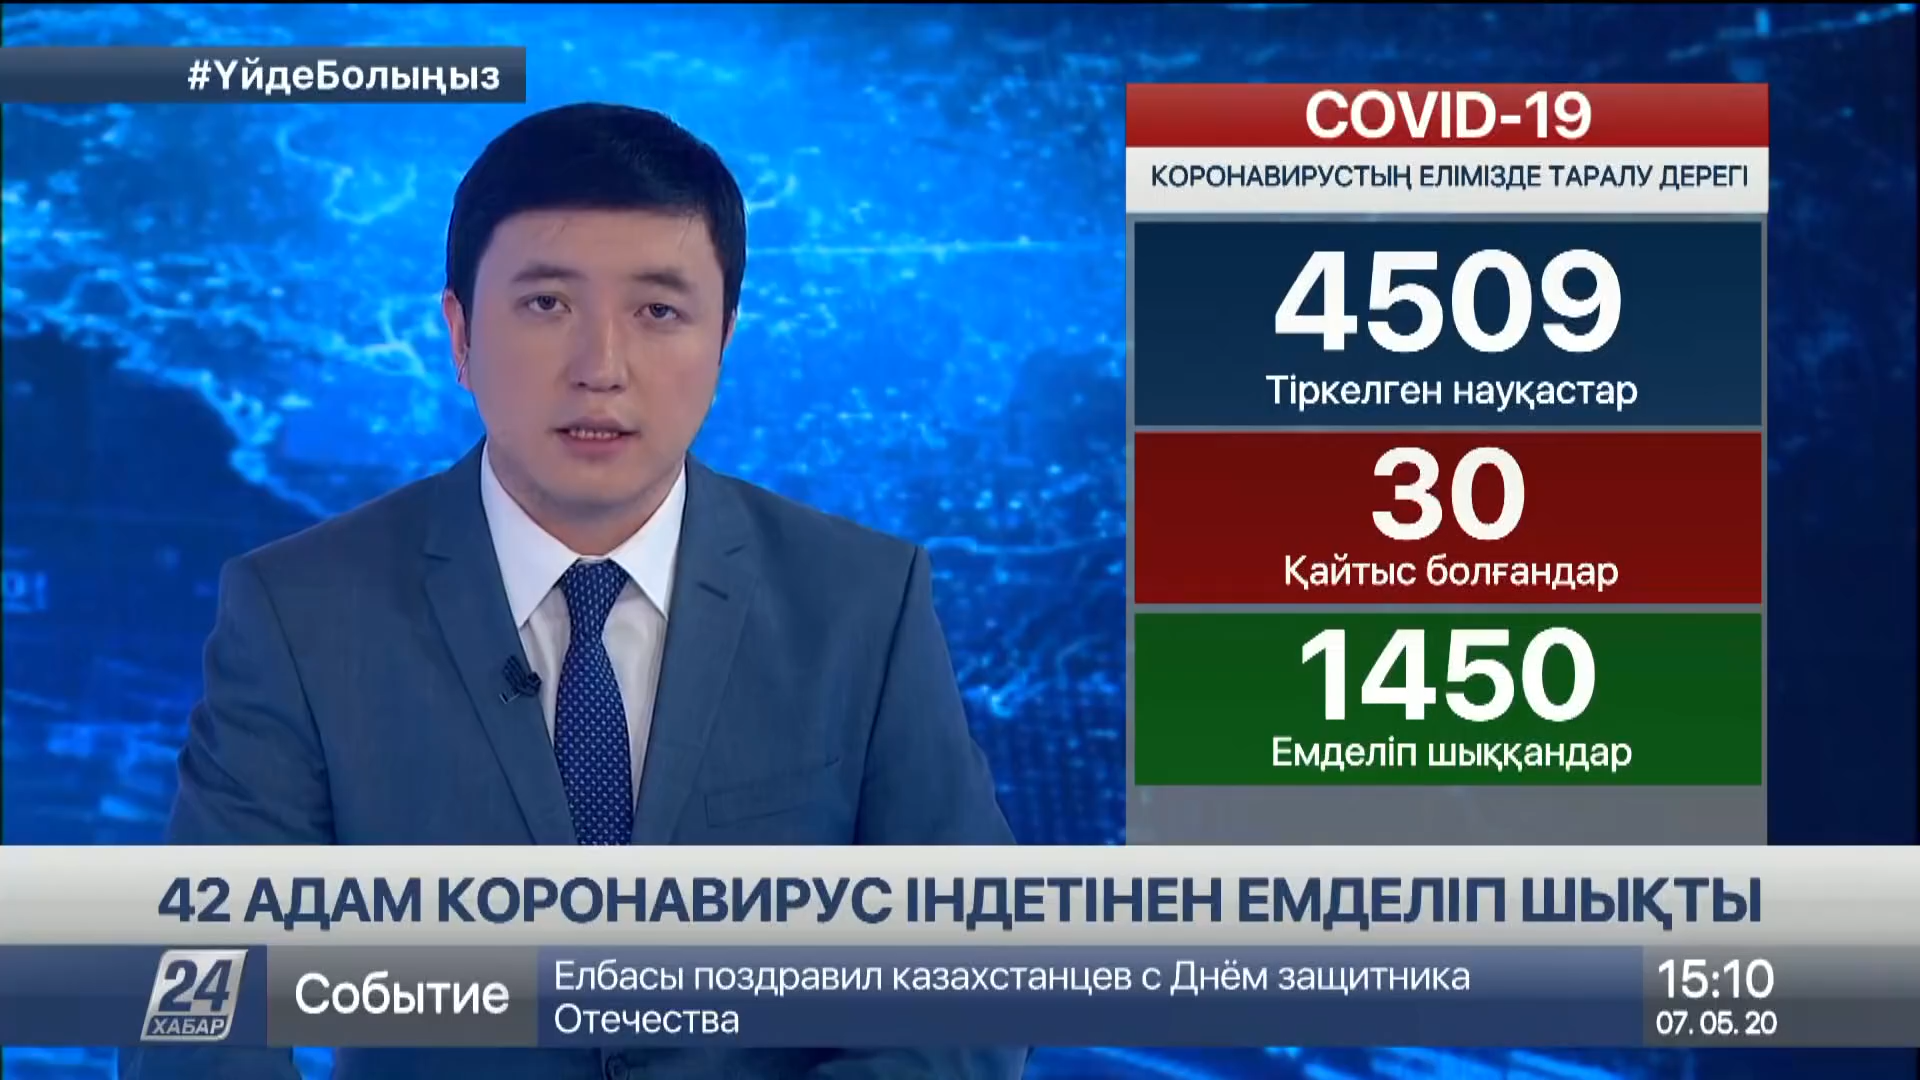 #ҮйдеБолыңыз
COVID-19
КОРОНАВИРУСТЫҢ ЕЛІМІЗДЕ ТАРАЛУ ДЕРЕГІ
4509
Тіркелген науқастар
30
Қайтыс болғандар
1450
Емделіп шыққандар
42 АДАМ КОРОНАВИРУС ІНДЕТІНЕН ЕМДЕЛІП ШЫҚТЫ
24
ХАБАР
Событие
Елбасы поздравил казахстанцев с Днём защитника
Отечества
15:10
07. 05. 20